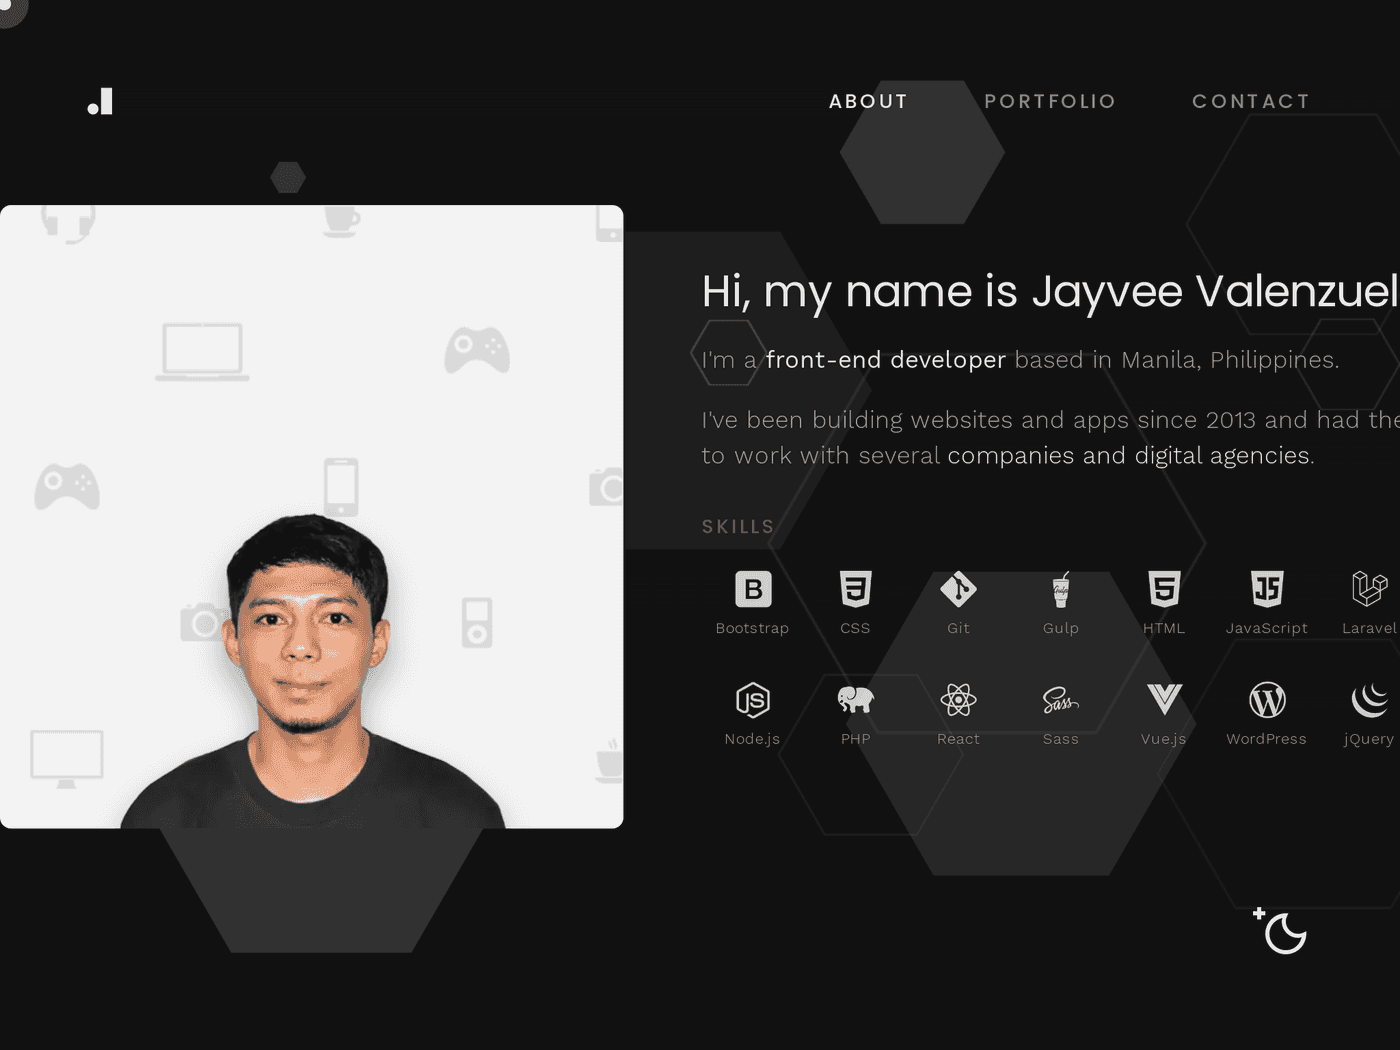 ABOUT PORTFOLIO CONTACT
Hi, my name is Jayvee Valenzuel
I'm a front-end developer based in Manila, Philippines.
I've been building websites and apps since 2013 and had the
to work with several companies and digital agencies.
SKILLS
B
Bootstrap CSS Git Gulp HTML JavaScript Laravel
Node.js PHP React Sass Vue.js WordPress jQuery